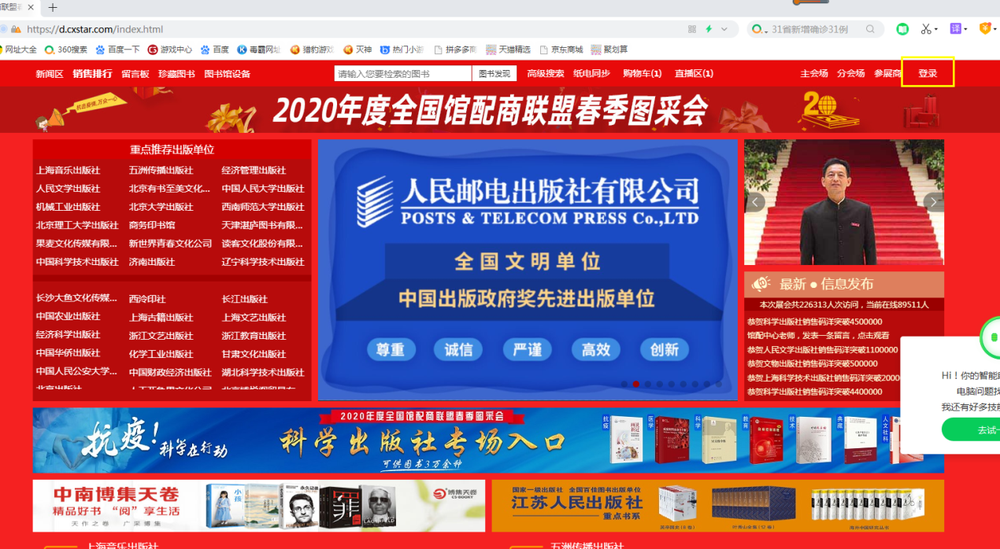 https://d.cxstar.com/index.html
31省新增确诊31例
译
网址大全 360搜索 百度一下 游戏中心 百度 毒霸网址 猎豹游戏 灭神 热门小游 拼多多商 天猫精选 京东商城 聚划算
新闻区 销售排行 留言板 珍藏图书 图书馆设备
请输入您要检索的图书 图书发现
高级搜索 纸电同步 购物车(1) 直播区(1)
主会场 分会场 参展商 登录
抗击疫情,万众一心
2020年度全国馆配商联盟春季图采会
重点推荐出版单位
上海音乐出版社 五洲传播出版社 经济管理出版社
人民文学出版社 北京有书至美文化... 中国人民大学出版社
机械工业出版社 北京大学出版社 西南师范大学出版社
北京理工大学出版社 商务印书馆 天津湛庐图书有限...
果麦文化传媒有限... 新世界青春文化公司 读客文化股份有限...
中国科学技术出版社 济南出版社 辽宁科学技术出版社
长沙大鱼文化传媒... 西泠印社 长江出版社
中国农业出版社 上海古籍出版社 上海文艺出版社
经济科学出版社 浙江文艺出版社 浙江教育出版社
中国华侨出版社 化学工业出版社 甘肃文化出版社
中国人民公安大学... 中国财政经济出版社 湖北科学技术出版社
人民邮电出版社有限公司
POSTS & TELECOM PRESS Co.,LTD
全国文明单位
中国出版政府奖先进出版单位
尊重 诚信 严谨 高效 创新
最新●信息发布
本次展会共226313人次访问，当前在线89511人
恭贺科学出版社销售码洋突破4500000
馆配中心老师，发表一条留言，点击观看
恭贺人民文学出版社销售码洋突破1100000
恭贺文物出版社销售码洋突破500000
恭贺上海科学技术出版社销售码洋突破2000
恭贺科学出版社销售码洋突破4400000
Hi！你的智能
电脑问题找
我还有好多技能
去试一
抗疫!
科学在行动
2020年度全国馆配商联盟春季图采会
科学出版社专场入口
可供图书3万余种
抗疫 医学 科学 教育 技术 典藏 人文社科
中南博集天卷
精品好书 “阅”享生活
天作之卷 广采博集
小孩
永久记录
罪
LAGERFELD
博集天卷
CS-BOOKY
国家一级出版社 全国百佳图书出版单位
江苏人民出版社
重点书系
上海音乐出版社
五洲传播出版社